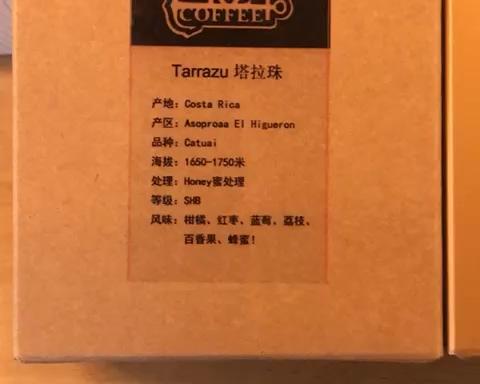 COFFEE
Tarrazu 塔拉珠
产地：Costa Rica
产区：Asoproaa El Higueron
品种：Catuai
海拔：1650-1750米
处理：Honey蜜处理
等级：SHB
风味：柑橘、红枣、蓝莓、荔枝、
百香果、蜂蜜！